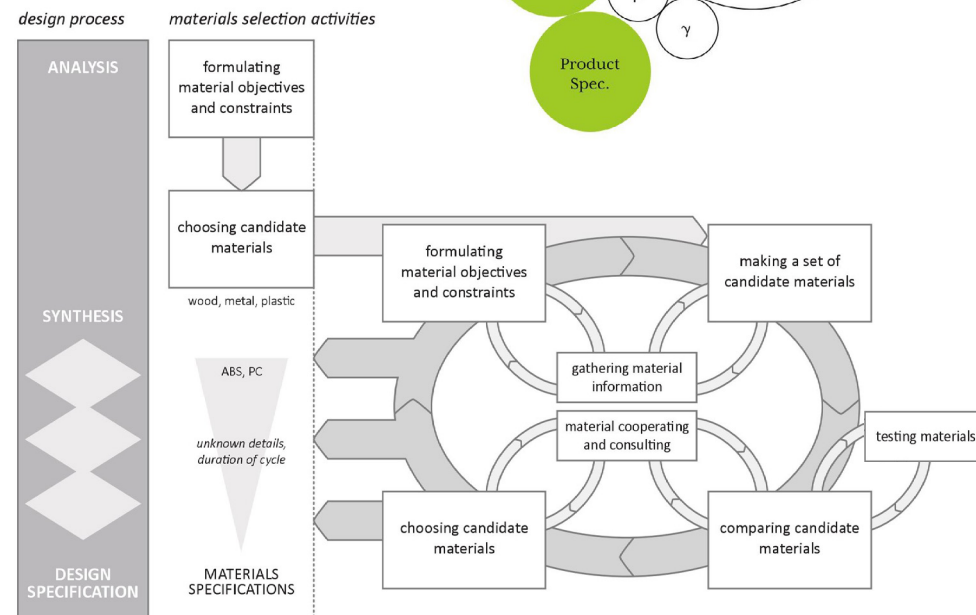 design process
materials selection activities
γ
Product
Spec.
ANALYSIS
formulating
material objectives
and constraints
choosing candidate
materials
wood, metal, plastic
formulating
material objectives
and constraints
making a set of
candidate materials
SYNTHESIS
ABS, PC
gathering material
information
unknown details,
duration of cycle
material cooperating
and consulting
testing materials
choosing candidate
materials
comparing candidate
materials
DESIGN
SPECIFICATION
MATERIALS
SPECIFICATIONS